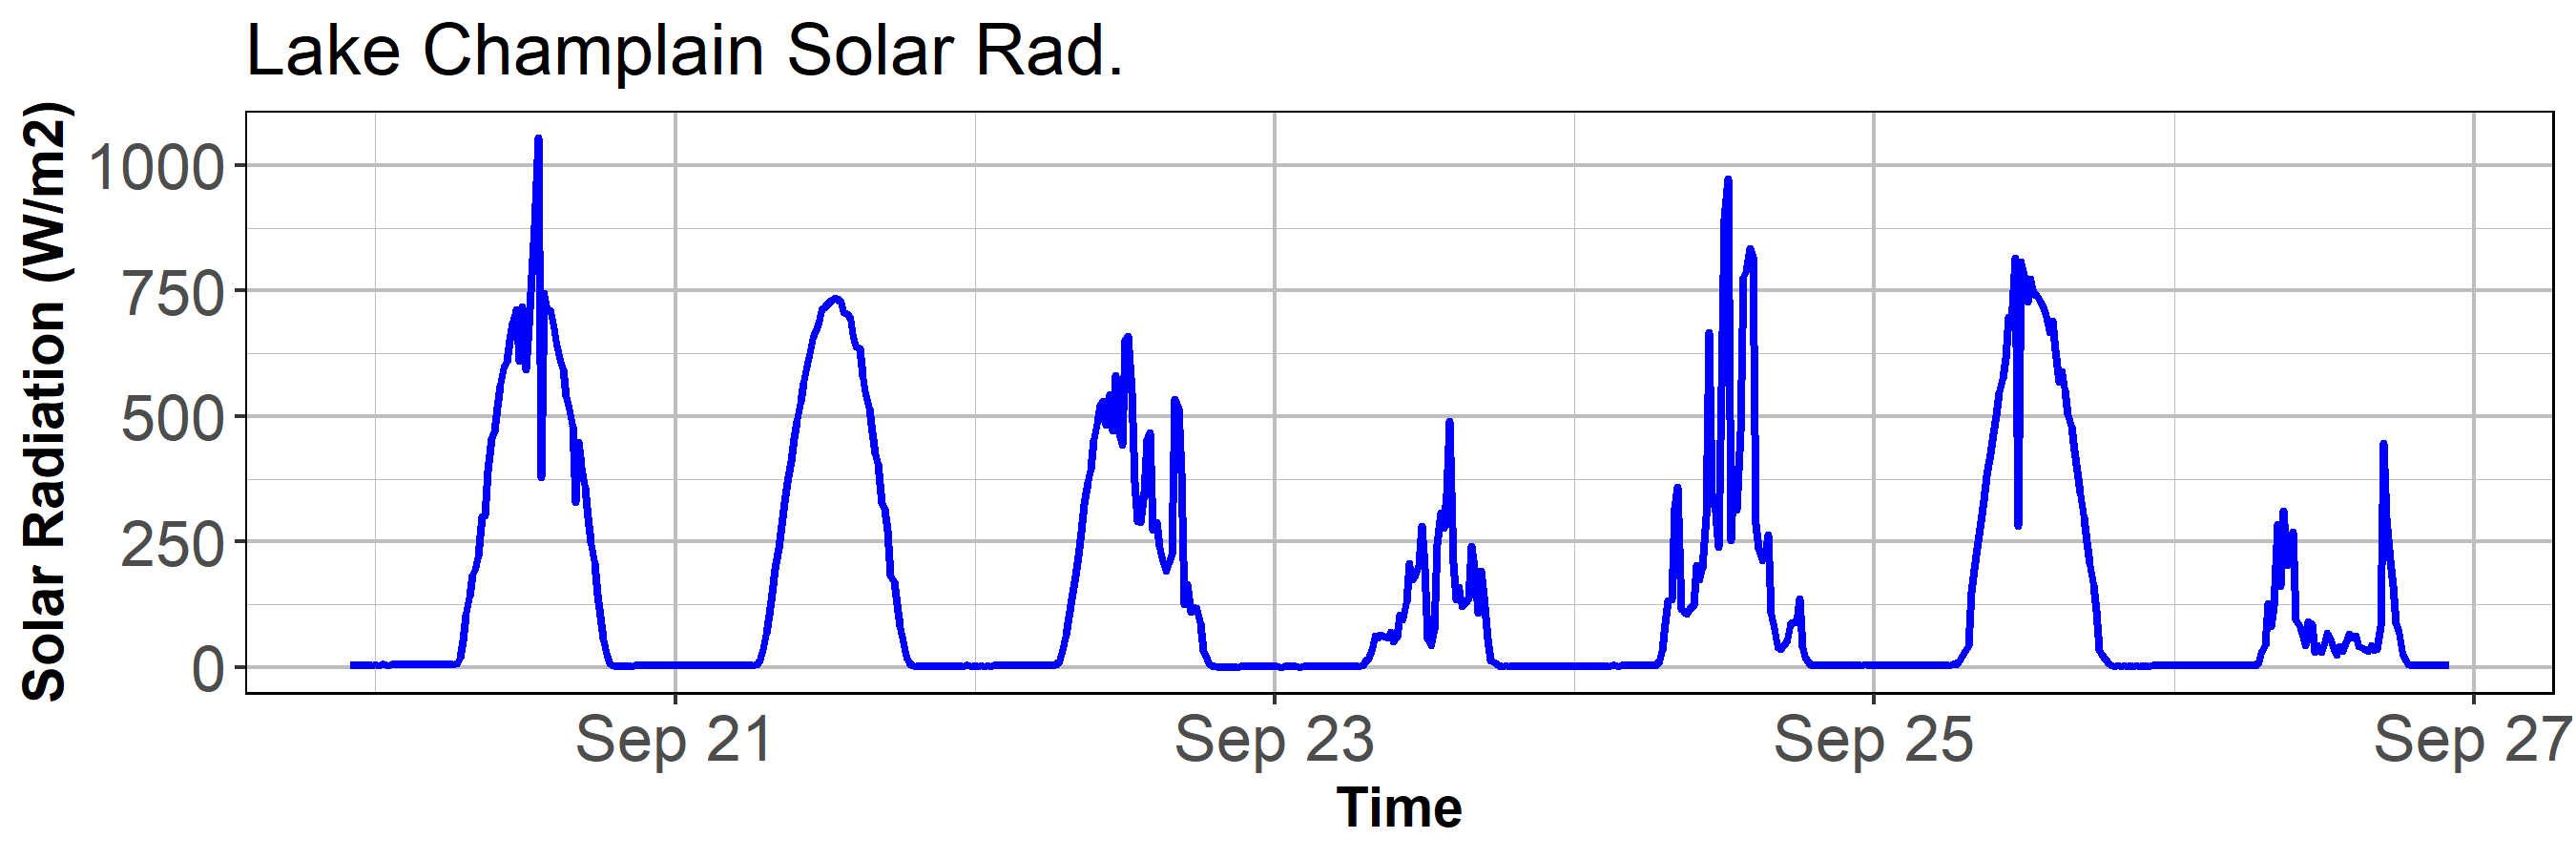 Lake Champlain Solar Rad.
Solar Radiation (W/m2)
1000
750
500
250
0
Sep 21
Sep 23
Sep 25
Sep 27
Time